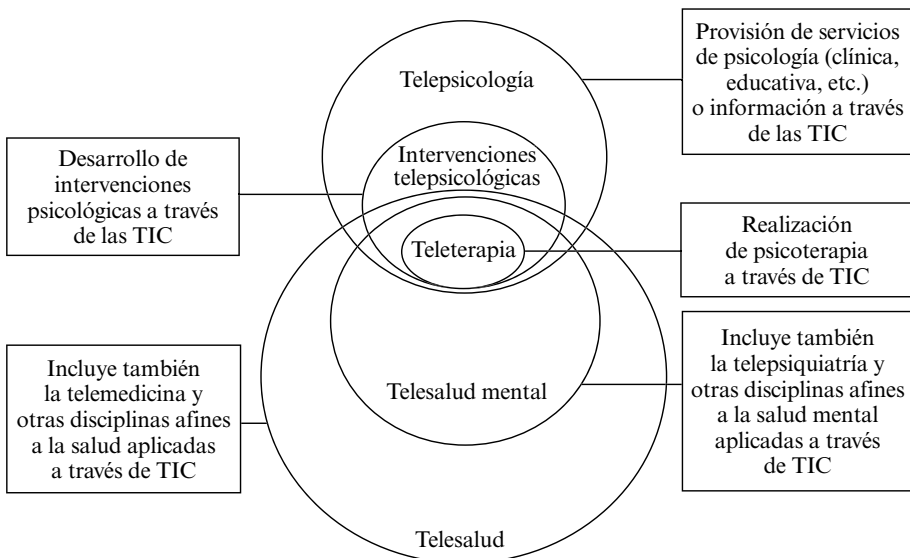 Telepsicología
Provisión de servicios
de psicología (clínica,
educativa, etc.)
o información a través
de las TIC
Desarrollo de
intervenciones
psicológicas a través
de las TIC
Intervenciones
telepsicológicas
Teleterapia
Realización
de psicoterapia
a través de TIC
Incluye también
la telemedicina y
otras disciplinas afines
a la salud aplicadas
a través de TIC
Telesalud mental
Incluye también
la telepsiquiatría y
otras disciplinas afines
a la salud mental
aplicadas a través
de TIC
Telesalud